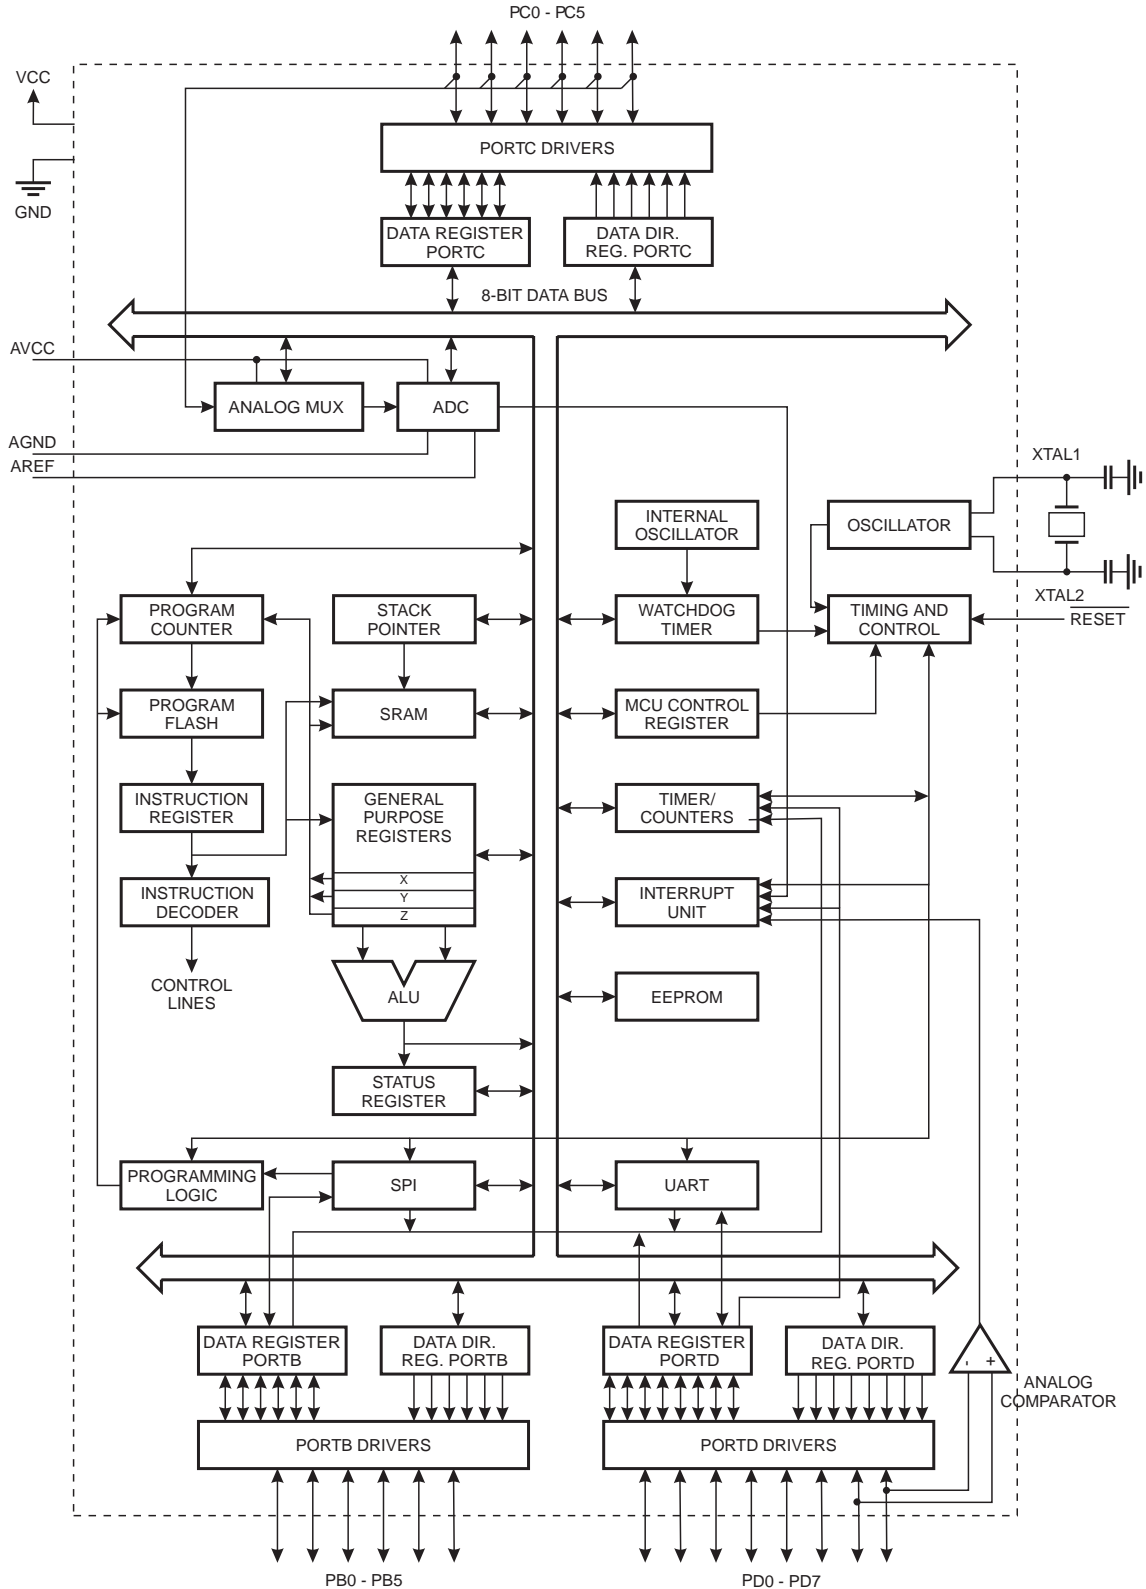 PC0 - PC5
VCC
PORTC DRIVERS
GND
DATA REGISTER
PORTC
DATA DIR.
REG. PORTC
8-BIT DATA BUS
AVCC
ANALOG MUX
ADC
AGND
AREF
XTAL1
INTERNAL
OSCILLATOR
OSCILLATOR
XTAL2
RESET
PROGRAM
COUNTER
STACK
POINTER
WATCHDOG
TIMER
TIMING AND
CONTROL
PROGRAM
FLASH
SRAM
MCU CONTROL
REGISTER
INSTRUCTION
REGISTER
GENERAL
PURPOSE
REGISTERS
X
Y
Z
TIMER/
COUNTERS
INSTRUCTION
DECODER
INTERRUPT
UNIT
CONTROL
LINES
ALU
EEPROM
STATUS
REGISTER
PROGRAMMING
LOGIC
SPI
UART
DATA REGISTER
PORTB
DATA DIR.
REG. PORTB
DATA REGISTER
PORTD
DATA DIR.
REG. PORTD
- +
ANALOG
COMPARATOR
PORTB DRIVERS
PORTD DRIVERS
PB0 - PB5
PD0 - PD7